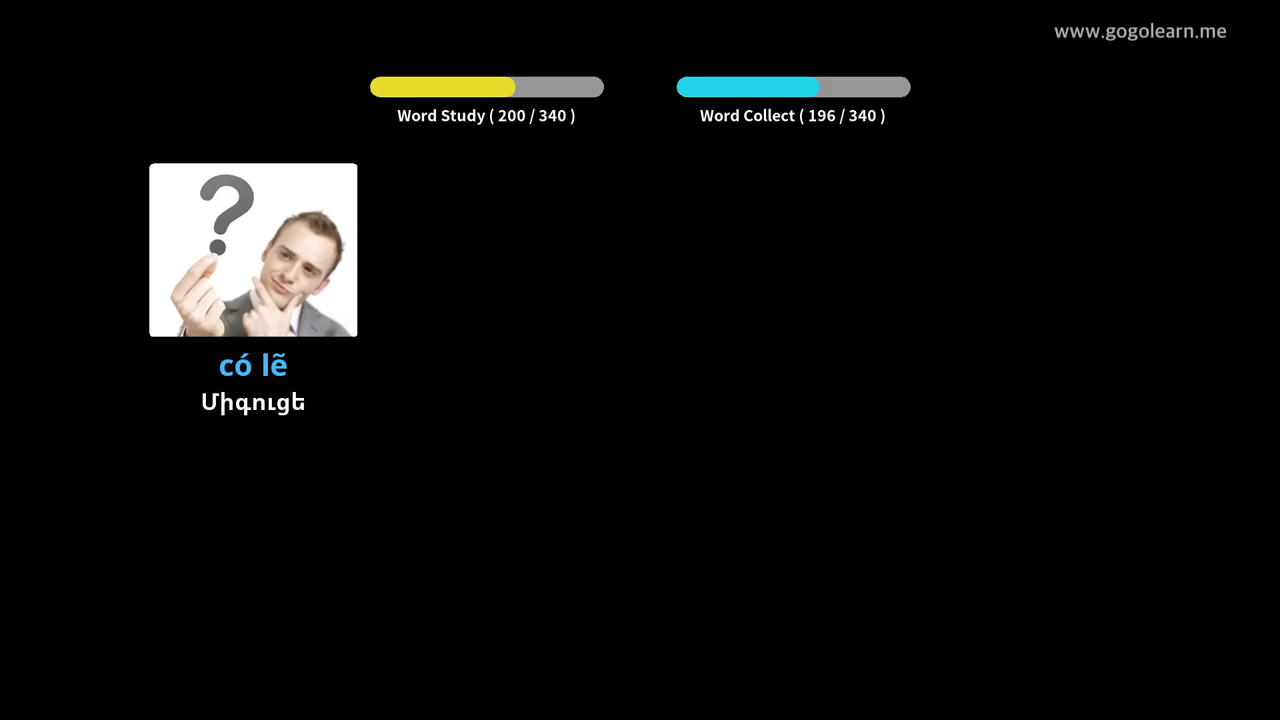 www.gogolearn.me
Word Study ( 200 / 340 )
Word Collect ( 196 / 340 )
?
có lẽ
Միգուցե